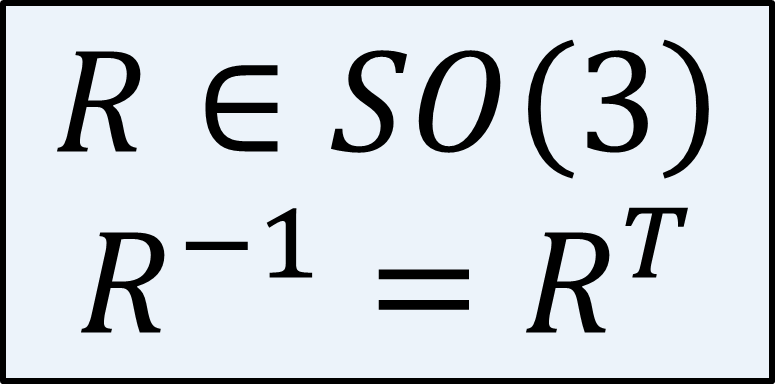 R ∈ SO(3)
R⁻¹ = Rᵀ